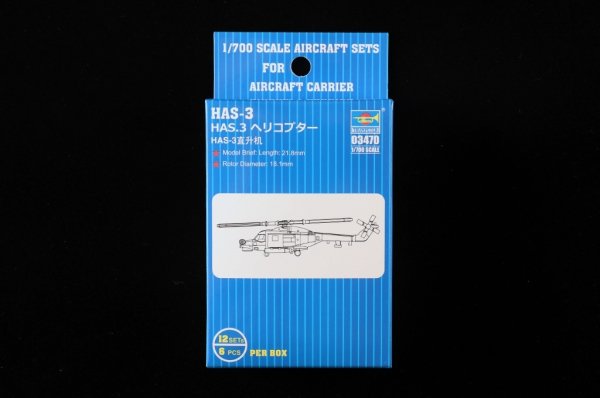 1/700 SCALE AIRCRAFT SETS
FOR
AIRCRAFT CARRIER
HAS-3
HAS.3 ヘリコプター
HAS-3直升机
★ Model Brief: Length: 21.8mm
★ Rotor Diameter: 18.1mm
03470
1/700 SCALE
12 SETS
6 PCS
PER BOX